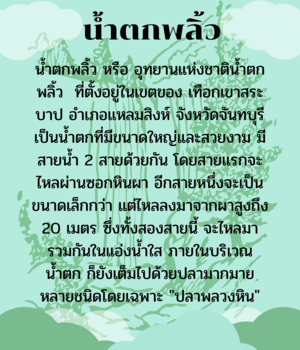 น้ำตกพลิ้ว
น้ำตกพลิ้ว หรือ อุทยานแห่งชาติน้ำตก
พลิ้ว ที่ตั้งอยู่ในเขตของ เทือกเขาสระ
บาป อำเภอแหลมสิงห์ จังหวัดจันทบุรี
เป็นน้ำตกที่มีขนาดใหญ่และสวยงาม มี
สายน้ำ 2 สายด้วยกัน โดยสายแรกจะ
ไหลผ่านซอกหินผา อีกสายหนึ่งจะเป็น
ขนาดเล็กกว่า แต่ไหลลงมาจากผาสูงถึง
20 เมตร ซึ่งทั้งสองสายนี้ จะไหลมา
รวมกันในแอ่งน้ำใส ภายในบริเวณ
น้ำตก ก็ยังเต็มไปด้วยปลามากมาย
หลายชนิดโดยเฉพาะ "ปลาพลวงหิน"